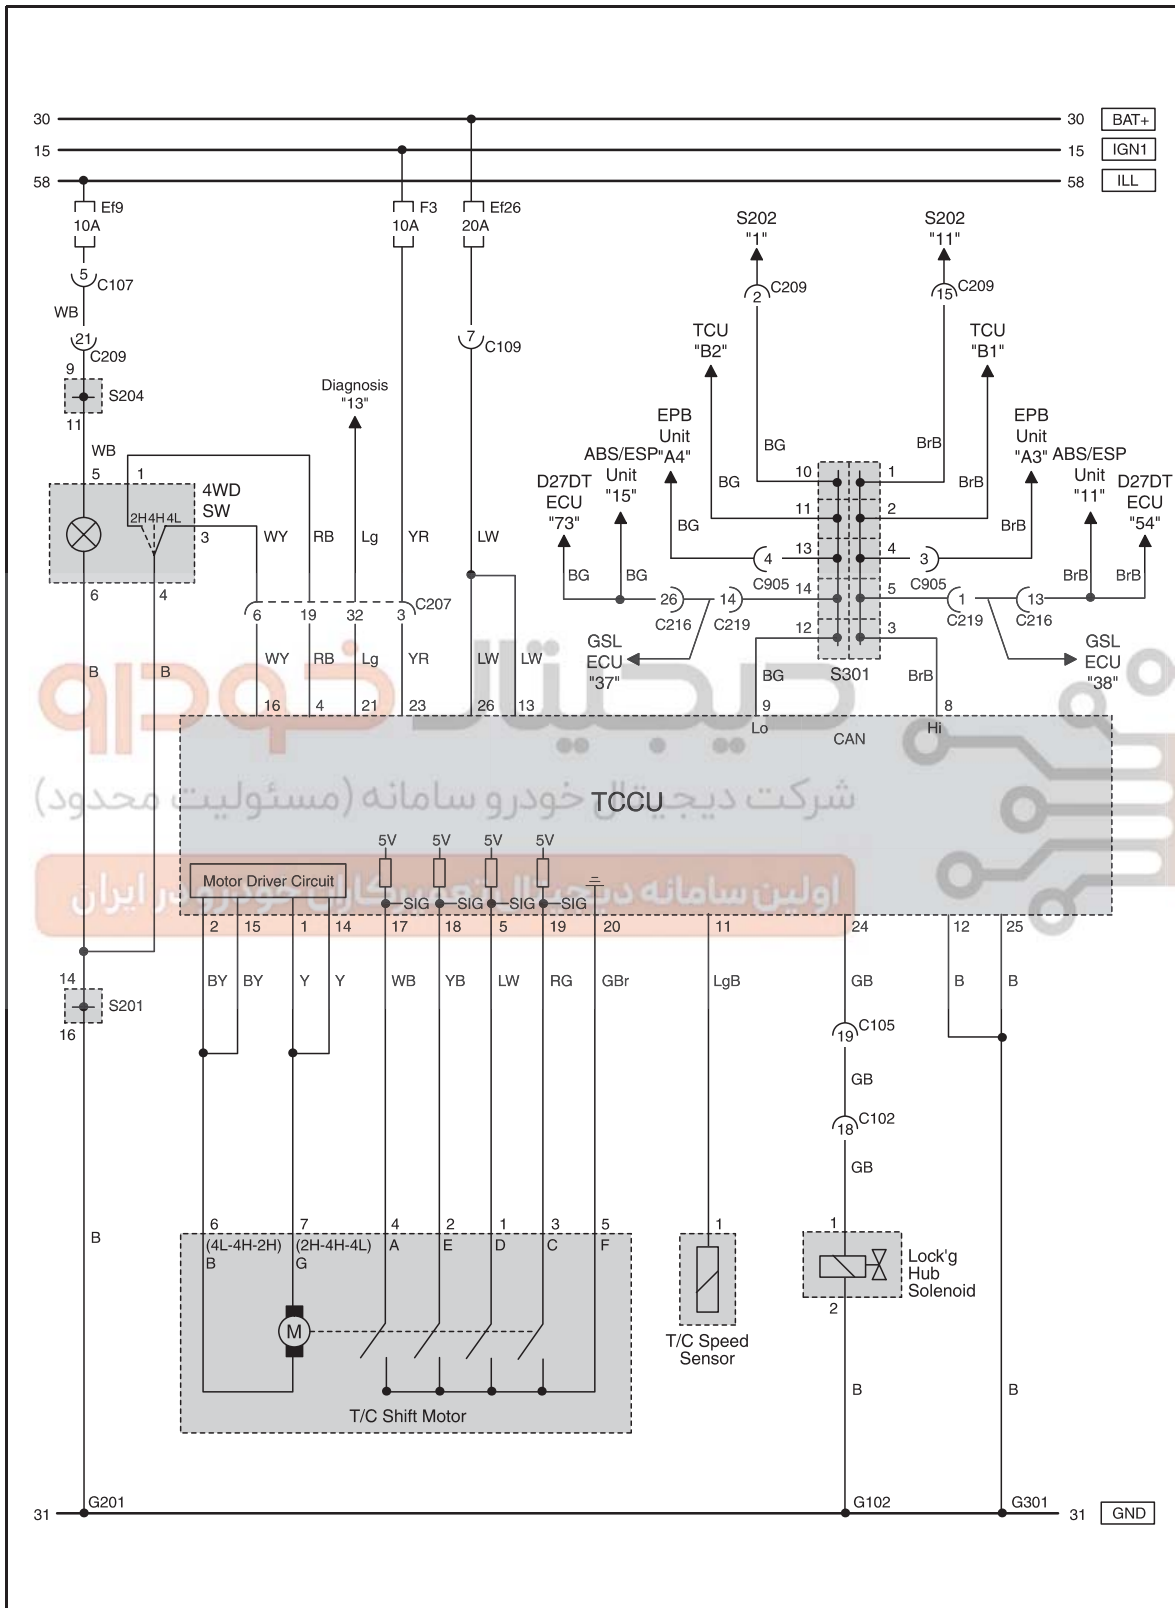 30 30 BAT+
15 15 IGN1
58 58 ILL
Ef9 F3 Ef26
10A 10A 20A
S202 "1"
S202 "11"
5 C107
2 C209
15 C209
WB
21 C209
7 C109
TCU "B2"
TCU "B1"
9 S204
11
Diagnosis "13"
EPB Unit "A4"
EPB Unit "A3"
ABS/ESP Unit "15"
ABS/ESP Unit "11"
D27DT ECU "73"
D27DT ECU "54"
WB
BG BrB
BG BrB
BG BrB
BG BG BrB BrB
5 1
4WD SW
2H 4H 4L
3
6 4
10 1
11 2
13 4
14 5
12 3
4 C905
3 C905
26 C216
14 C219
1 C219
13 C216
S301
GSL ECU "37"
GSL ECU "38"
WY RB Lg YR LW
6 19 32 3 C207
B B WY RB Lg YR LW LW
BG BrB
16 4 21 23 26 13 9 8
Lo CAN Hi
دیجیتال خودرو
شرکت دیجیتال خودرو سامانه (مسئولیت محدود)
TCCU
5V 5V 5V 5V
اولین سامانه دیجیتال تعمیرکاران خودرو در ایران
Motor Driver Circuit
SIG SIG SIG SIG
2 15 1 14 17 18 5 19 20 11 24 12 25
14 S201
16
BY BY Y Y WB YB LW RG GBr LgB GB B B
19 C105
GB
18 C102
GB
B
6 7 4 2 1 3 5 1 1
(4L-4H-2H) (2H-4H-4L) A E D C F
B G
M
Lock'g
Hub
Solenoid
2
T/C Speed
Sensor
B B
T/C Shift Motor
G201 G102 G301
31 31 GND